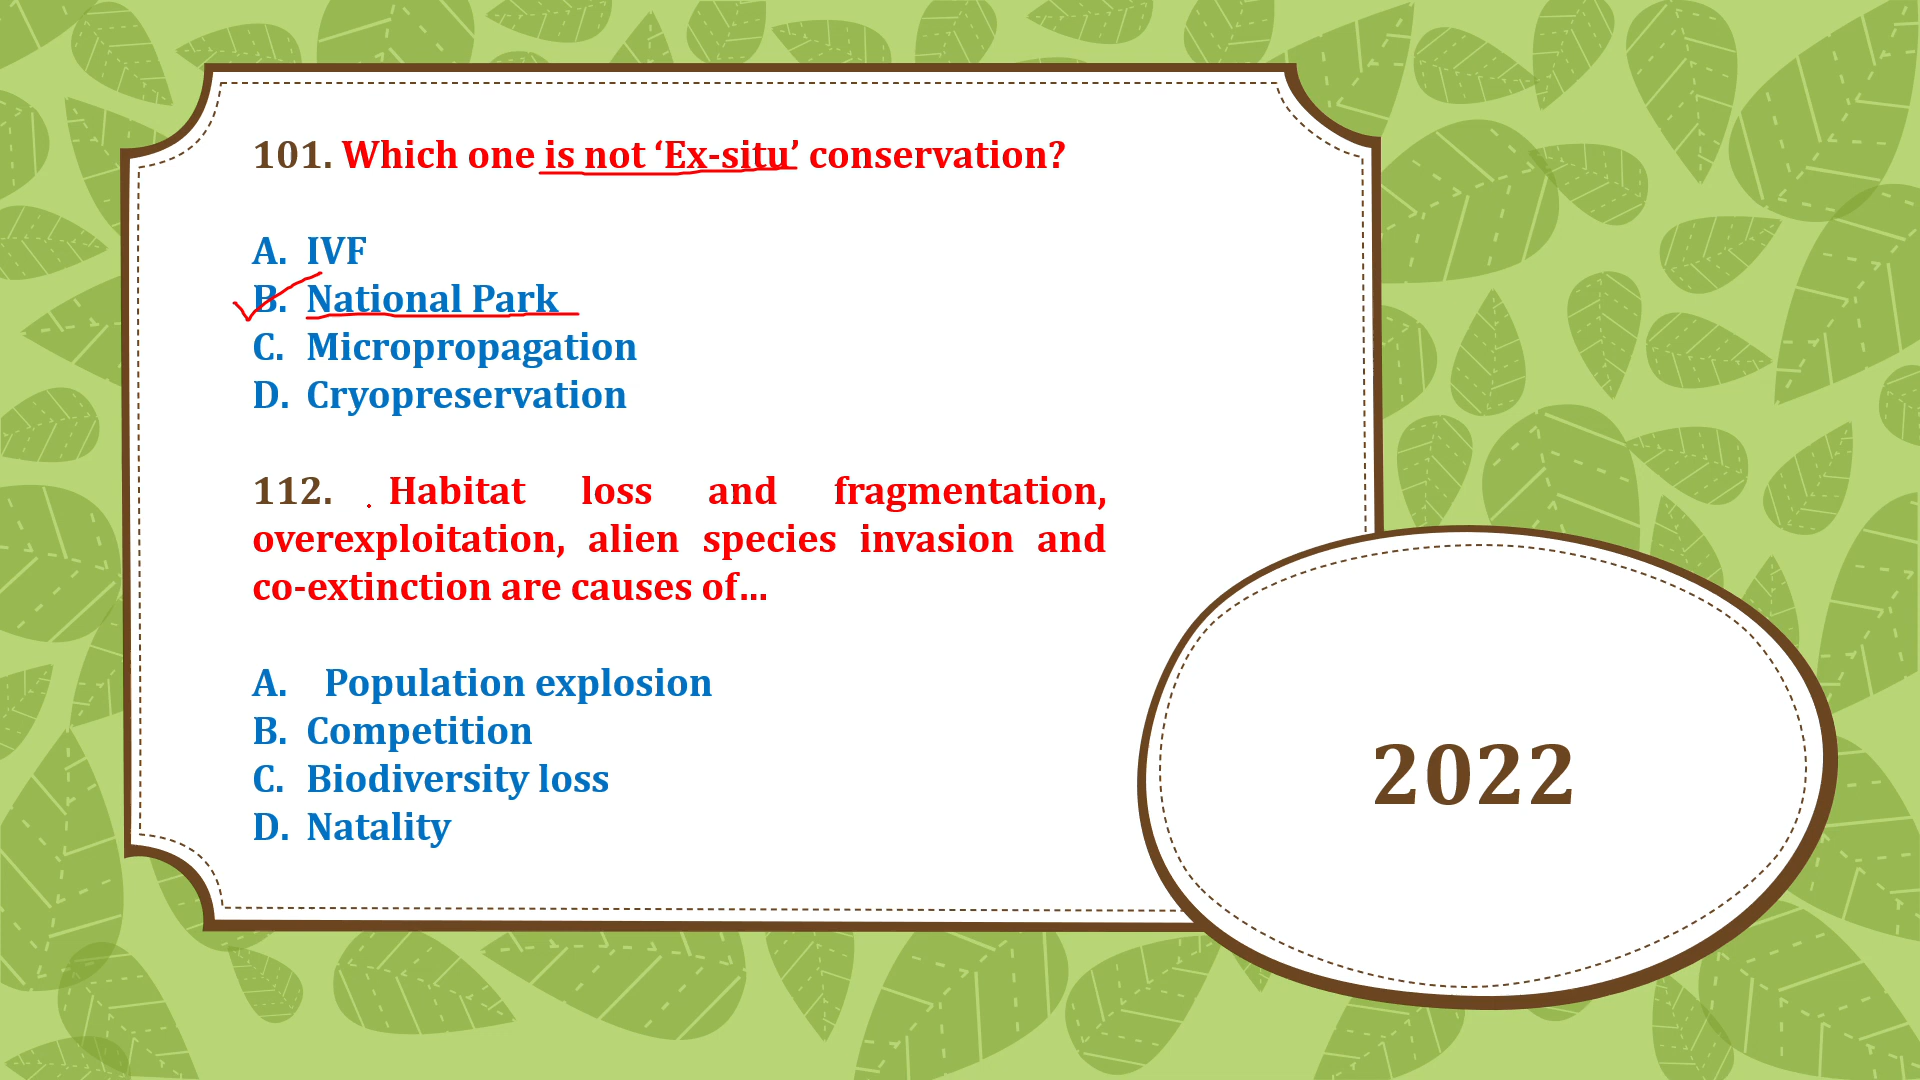 101. Which one is not ‘Ex-situ’ conservation?
A. IVF
B. National Park
C. Micropropagation
D. Cryopreservation
112. . Habitat loss and fragmentation,
overexploitation, alien species invasion and
co-extinction are causes of...
A. Population explosion
B. Competition
C. Biodiversity loss
D. Natality
2022